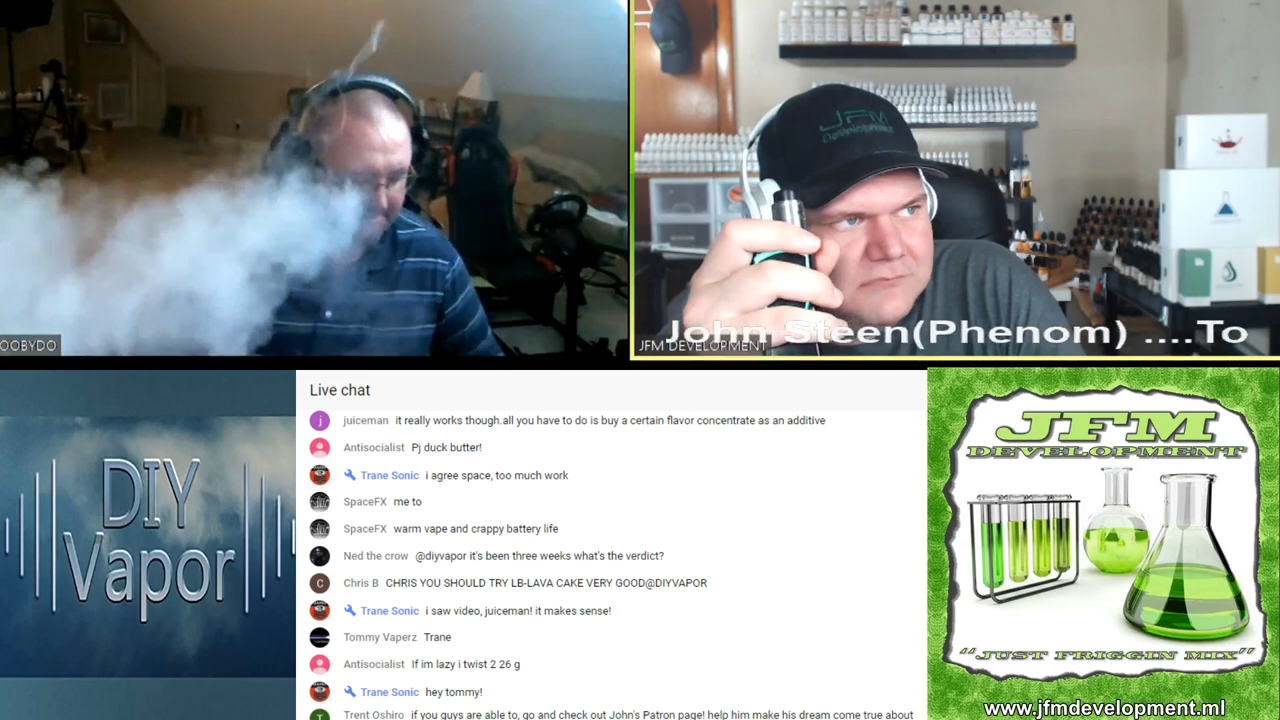 JFM
Development
OOBYDO
JFM DEVELOPMENT
John Steen(Phenom) ....To
Live chat
juiceman it really works though.all you have to do is buy a certain flavor concentrate as an additive
Antisocialist Pj duck butter!
Trane Sonic i agree space, too much work
SpaceFX me to
SpaceFX warm vape and crappy battery life
Ned the crow @diyvapor it's been three weeks what's the verdict?
C Chris B CHRIS YOU SHOULD TRY LB-LAVA CAKE VERY GOOD@DIYVAPOR
Trane Sonic i saw video, juiceman! it makes sense!
Tommy Vaperz Trane
Antisocialist If im lazy i twist 2 26 g
Trane Sonic hey tommy!
Trent Oshiro if you guys are able, to go and check out John's Patron page! help him make his dream come true about
DIY
Vapor
JFM
DEVELOPMENT
"JUST FRIGGIN MIX"
www.jfmdevelopment.ml